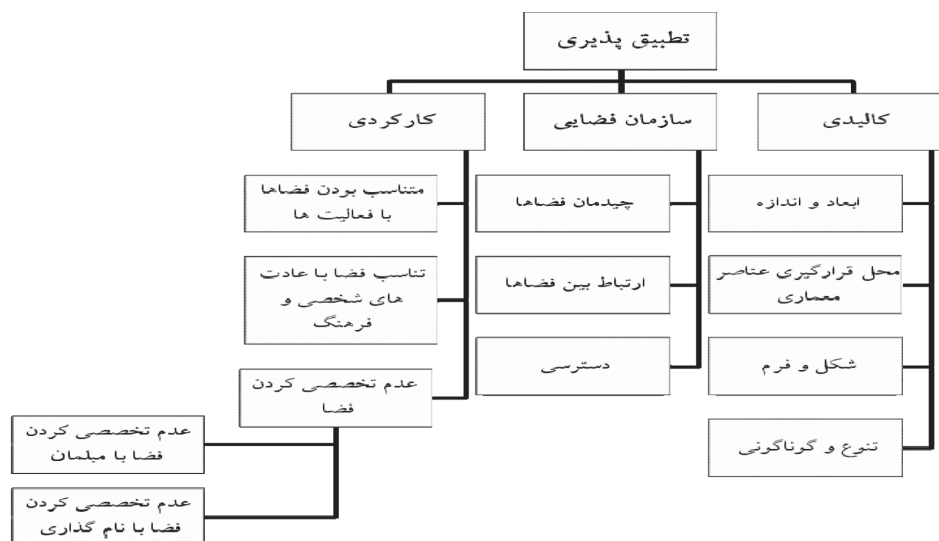 تطبیق پذیری
کالبدی
سازمان فضایی
کارکردی
ابعاد و اندازه
محل قرارگیری عناصر
معماری
شکل و فرم
تنوع و گوناگونی
چیدمان فضاها
ارتباط بین فضاها
دسترسی
متناسب بودن فضاها
با فعالیت ها
تناسب فضا با عادت
های شخصی و
فرهنگ
عدم تخصصی کردن
فضا
عدم تخصصی کردن
فضا با مبلمان
عدم تخصصی کردن
فضا با نام گذاری